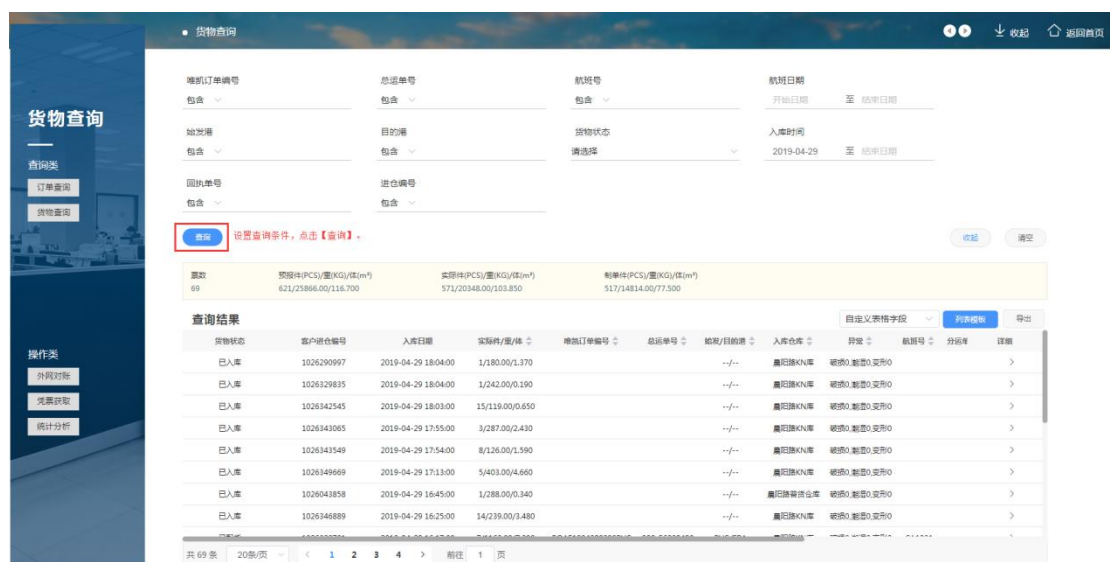 货物查询
收起
返回首页
货物查询
查询类
订单查询
货物查询
操作类
外网对账
凭票获取
统计分析
唯凯订单编号 总运单号 航班号 航班日期
包含 包含 包含 开始日期 至 结束日期
始发港 目的港 货物状态 入库时间
包含 包含 请选择 2019-04-29 至 结束日期
回执单号 进仓编号
包含 包含
查询 设置查询条件，点击【查询】。 收起 清空
票数 预报件(PCS)/重(KG)/体(m³) 实际件(PCS)/重(KG)/体(m³) 制单件(PCS)/重(KG)/体(m³)
69 621/25866.00/116.700 571/20348.00/103.850 517/14814.00/77.500
查询结果 自定义表格字段 列表模板 导出
货物状态 客户进仓编号 入库日期 实际件/重/体 唯凯订单编号 总运单号 始发/目的港 入库仓库 异常 航班号 分运单 详细
已入库 1026290997 2019-04-29 18:04:00 1/180.00/1.370 --/-- 晨阳路KN库 破损0,潮湿0,变形0
已入库 1026329835 2019-04-29 18:04:00 1/242.00/0.190 --/-- 晨阳路KN库 破损0,潮湿0,变形0
已入库 1026342545 2019-04-29 18:03:00 15/119.00/0.650 --/-- 晨阳路KN库 破损0,潮湿0,变形0
已入库 1026343065 2019-04-29 17:55:00 3/287.00/2.430 --/-- 晨阳路KN库 破损0,潮湿0,变形0
已入库 1026343549 2019-04-29 17:54:00 8/126.00/1.590 --/-- 晨阳路KN库 破损0,潮湿0,变形0
已入库 1026349669 2019-04-29 17:13:00 5/403.00/4.660 --/-- 晨阳路KN库 破损0,潮湿0,变形0
已入库 1026043858 2019-04-29 16:45:00 1/288.00/0.340 --/-- 晨阳路普货仓库 破损0,潮湿0,变形0
已入库 1026346889 2019-04-29 16:25:00 14/239.00/3.480 --/-- 晨阳路KN库 破损0,潮湿0,变形0
共 69 条 20条/页 1 2 3 4 前往 1 页